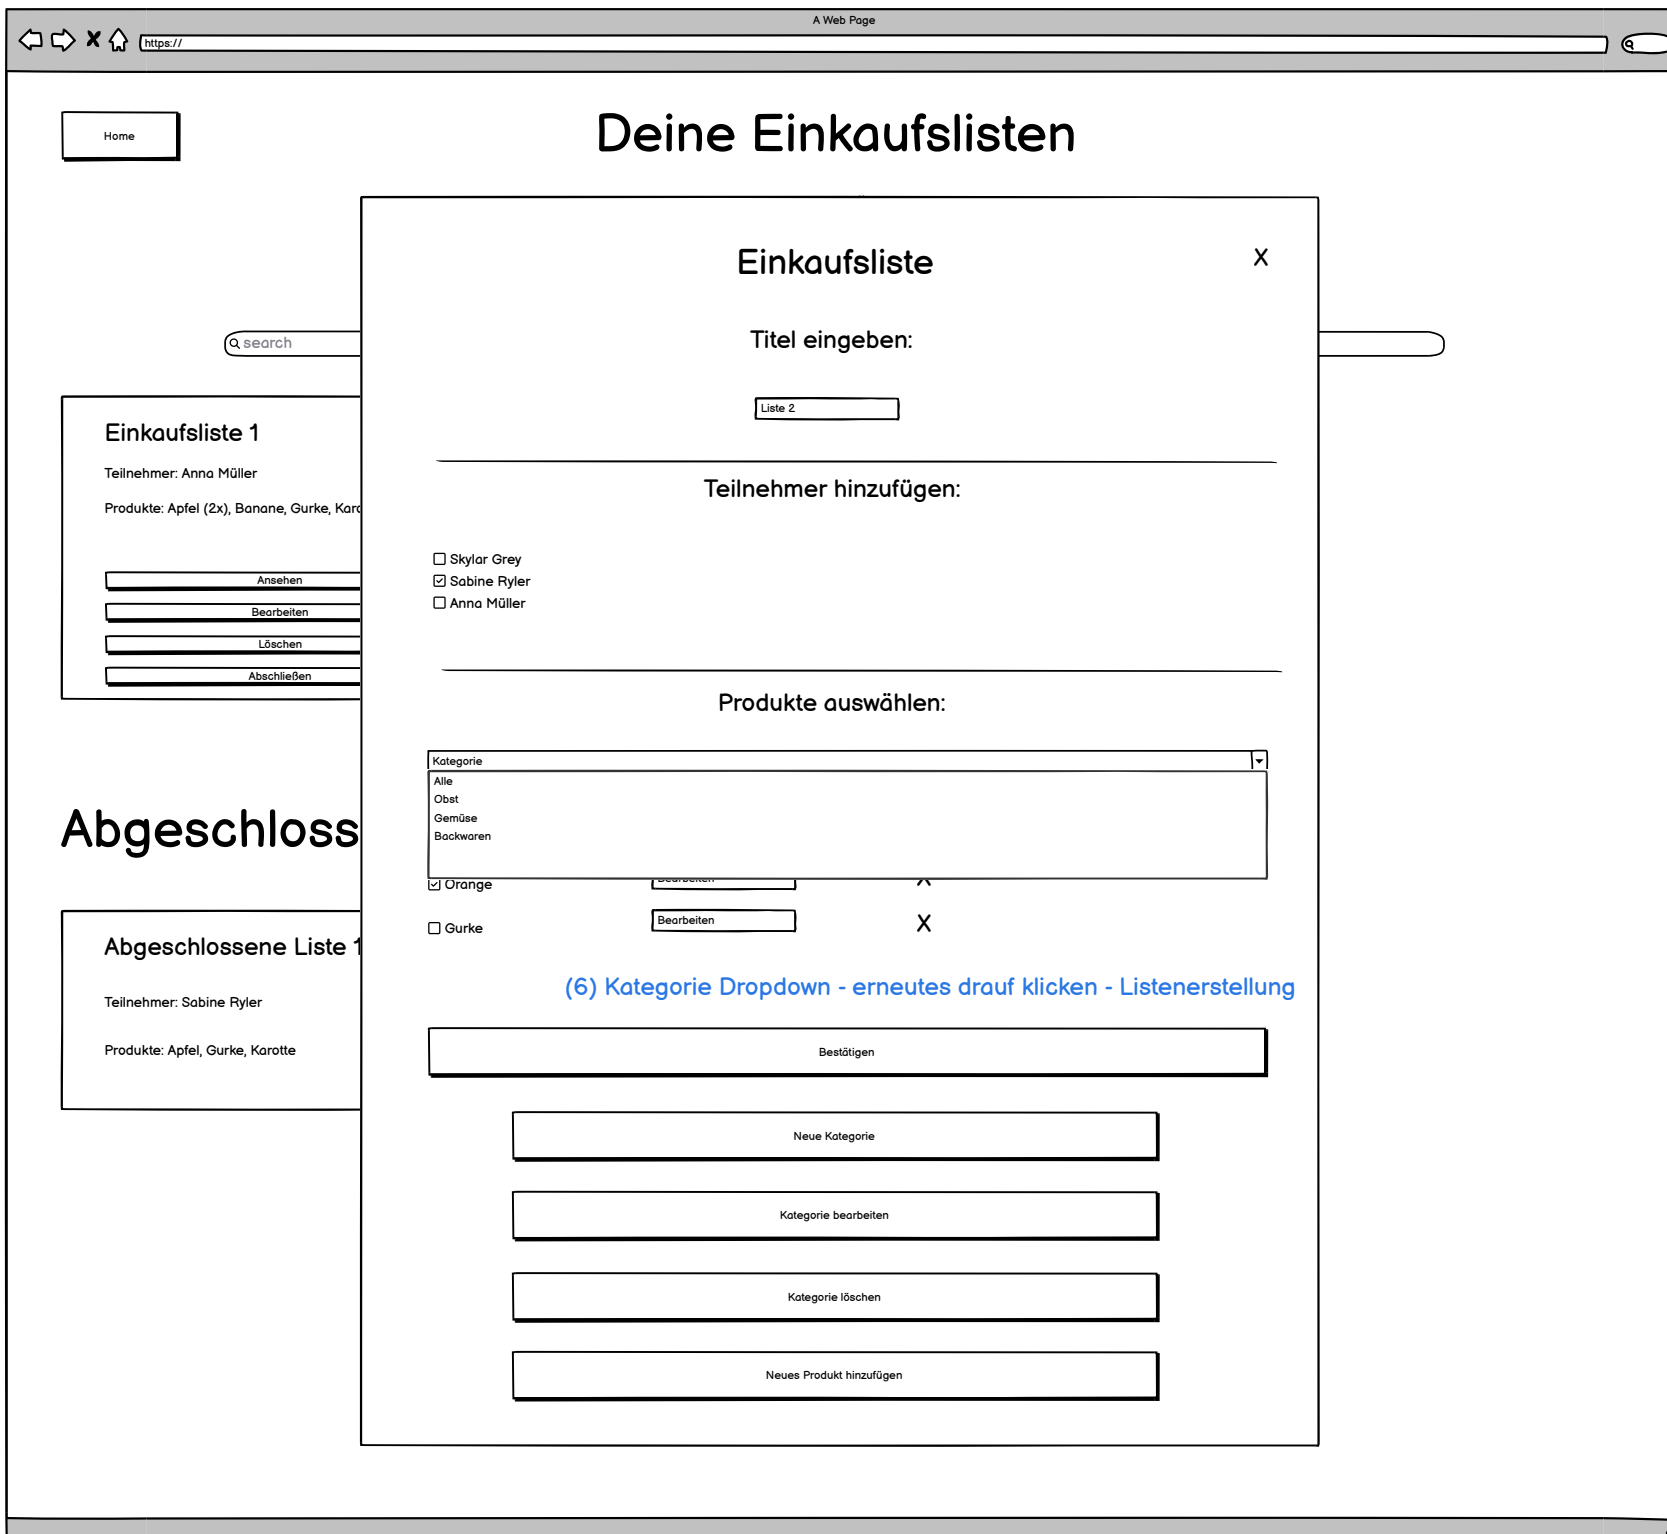 A Web Page
https://
Home
Deine Einkaufslisten
search
Einkaufsliste 1
Teilnehmer: Anna Müller
Produkte: Apfel (2x), Banane, Gurke, Karo
Ansehen
Bearbeiten
Löschen
Abschließen
Abgeschloss
Abgeschlossene Liste 1
Teilnehmer: Sabine Ryler
Produkte: Apfel, Gurke, Karotte
Einkaufsliste
X
Titel eingeben:
Liste 2
Teilnehmer hinzufügen:
Skylar Grey
Sabine Ryler
Anna Müller
Produkte auswählen:
Kategorie
Alle
Obst
Gemüse
Backwaren
Orange Bearbeiten X
Gurke Bearbeiten X
(6) Kategorie Dropdown - erneutes drauf klicken - Listenerstellung
Bestätigen
Neue Kategorie
Kategorie bearbeiten
Kategorie löschen
Neues Produkt hinzufügen